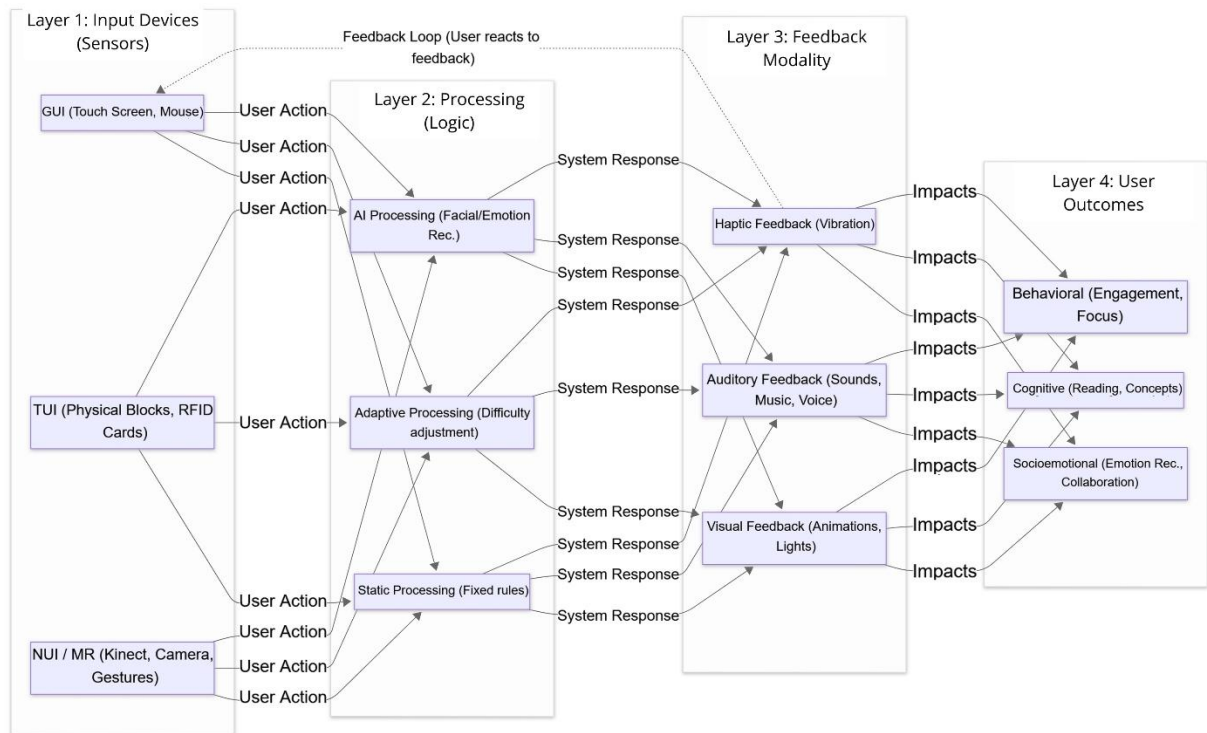 Layer 1: Input Devices
(Sensors)
Feedback Loop (User reacts to
feedback)
Layer 3: Feedback
Modality
GUI (Touch Screen, Mouse)
User Action
User Action
User Action
User Action
Layer 2: Processing
(Logic)
System Response
Layer 4: User
Outcomes
AI Processing (Facial/Emotion
Rec.)
Haptic Feedback (Vibration)
Impacts
System Response
System Response
System Response
Impacts
Impacts
Behavioral (Engagement,
Focus)
Impacts
TUI (Physical Blocks, RFID
Cards)
User Action
Adaptive Processing (Difficulty
adjustment)
System Response
Auditory Feedback (Sounds,
Music, Voice)
Impacts
Cognitive (Reading, Concepts)
Impacts
Socioemotional (Emotion Rec.,
Collaboration)
Impacts
System Response
Visual Feedback (Animations,
Lights)
Impacts
System Response
System Response
System Response
Impacts
User Action
Static Processing (Fixed rules)
NUI / MR (Kinect, Camera,
Gestures)
User Action
User Action
User Action